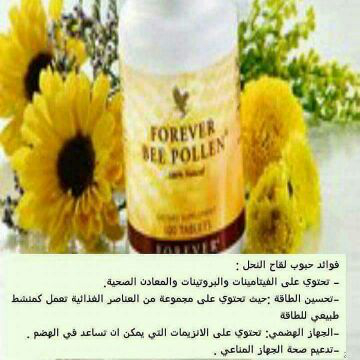 FOREVER
BEE POLLEN®
100% Natural
DIETARY SUPPLEMENT
100 TABLETS
FOREVER
فوائد حبوب لقاح النحل :
- تحتوي على الفيتامينات والبروتينات والمعادن الصحية.
-تحسين الطاقة :حيث تحتوي على مجموعة من العناصر الغذائية تعمل كمنشط
طبيعي للطاقة
-الجهاز الهضمي: تحتوي على الانزيمات التي يمكن ان تساعد في الهضم .
-تدعيم صحة الجهاز المناعي .